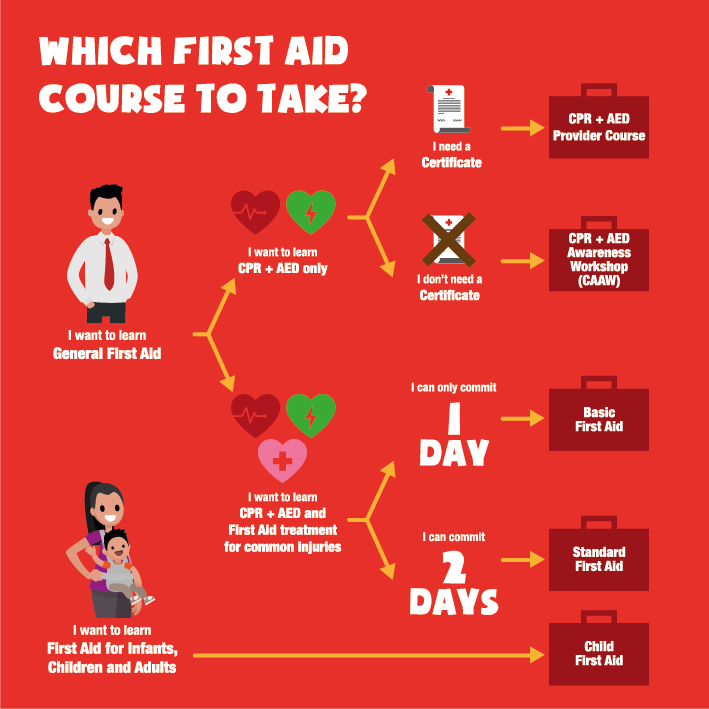 WHICH FIRST AID
COURSE TO TAKE?
I want to learn
General First Aid
I want to learn
CPR + AED only
I need a
Certificate
CPR + AED
Provider Course
I don't need a
Certificate
CPR + AED
Awareness
Workshop
(CAAW)
I want to learn
CPR + AED and
First Aid treatment
for common injuries
I can only commit
1
DAY
Basic
First Aid
I can commit
2
DAYS
Standard
First Aid
I want to learn
First Aid for Infants,
Children and Adults
Child
First Aid